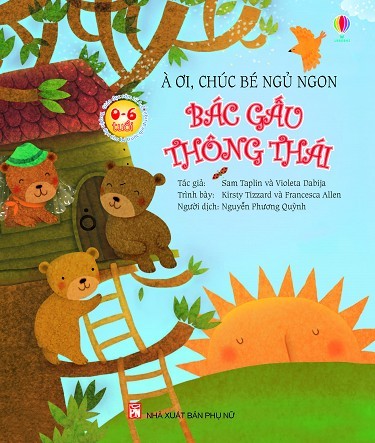 À ƠI, CHÚC BÉ NGỦ NGON
BÁC GẤU
THÔNG THÁI
0-6
tuổi
Tác giả: Sam Taplin và Violeta Dabija
Trình bày: Kirsty Tizzard và Francesca Allen
Người dịch: Nguyễn Phương Quỳnh
NHÀ XUẤT BẢN PHỤ NỮ